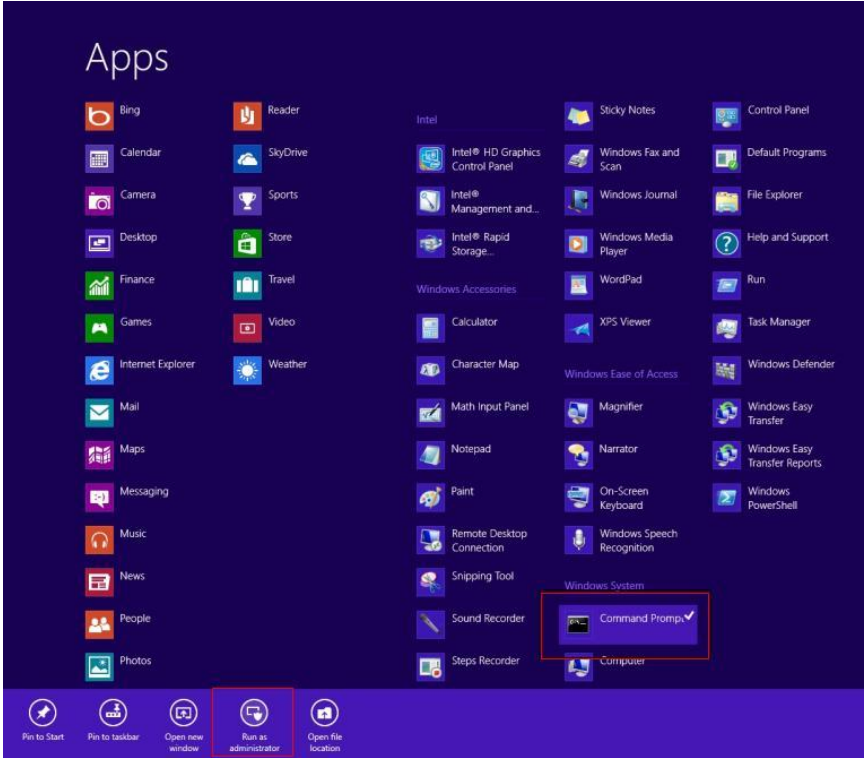 Apps
Bing
Calendar
Camera
Desktop
Finance
Games
Internet Explorer
Mail
Maps
Messaging
Music
News
People
Photos
Reader
SkyDrive
Sports
Store
Travel
Video
Weather
Intel
Intel® HD Graphics
Control Panel
Intel®
Management and...
Intel® Rapid
Storage...
Windows Accessories
Calculator
Character Map
Math Input Panel
Notepad
Paint
Remote Desktop
Connection
Snipping Tool
Sound Recorder
Steps Recorder
Sticky Notes
Windows Fax and
Scan
Windows Journal
Windows Media
Player
WordPad
XPS Viewer
Windows Ease of Access
Magnifier
Narrator
On-Screen
Keyboard
Windows Speech
Recognition
Windows System
Command Promp
Computer
Control Panel
Default Programs
File Explorer
Help and Support
Run
Task Manager
Windows Defender
Windows Easy
Transfer
Windows Easy
Transfer Reports
Windows
PowerShell
Pin to Start
Pin to taskbar
Open new
window
Run as
administrator
Open file
location